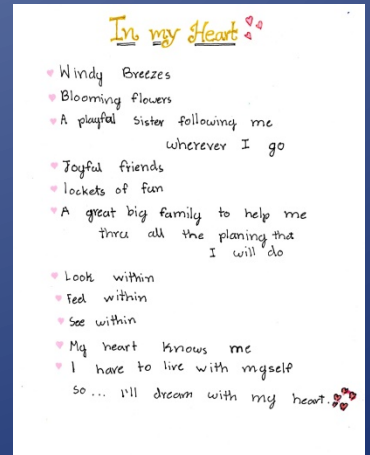 In my Heart
Windy Breezes
Blooming flowers
A playful Sister following me
wherever I go
Joyful friends
lockets of fun
A great big family to help me
thru all the planing that
I will do
Look within
Feel within
See within
My heart knows me
I have to live with myself
so... I'll dream with my heart.